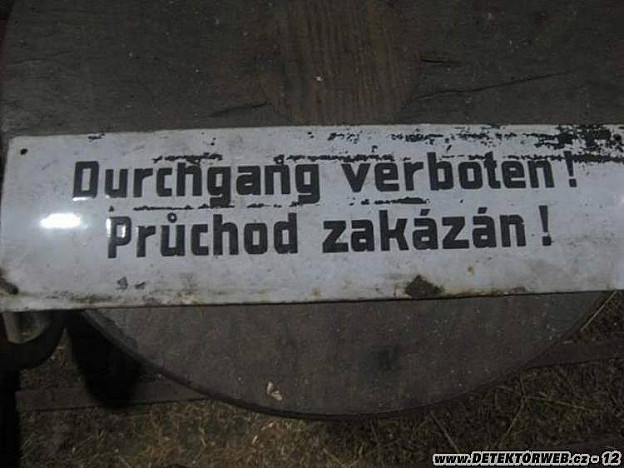 Durchgang verboten!
Průchod zakázán!
www.DETEKTORWEB.cz - 12